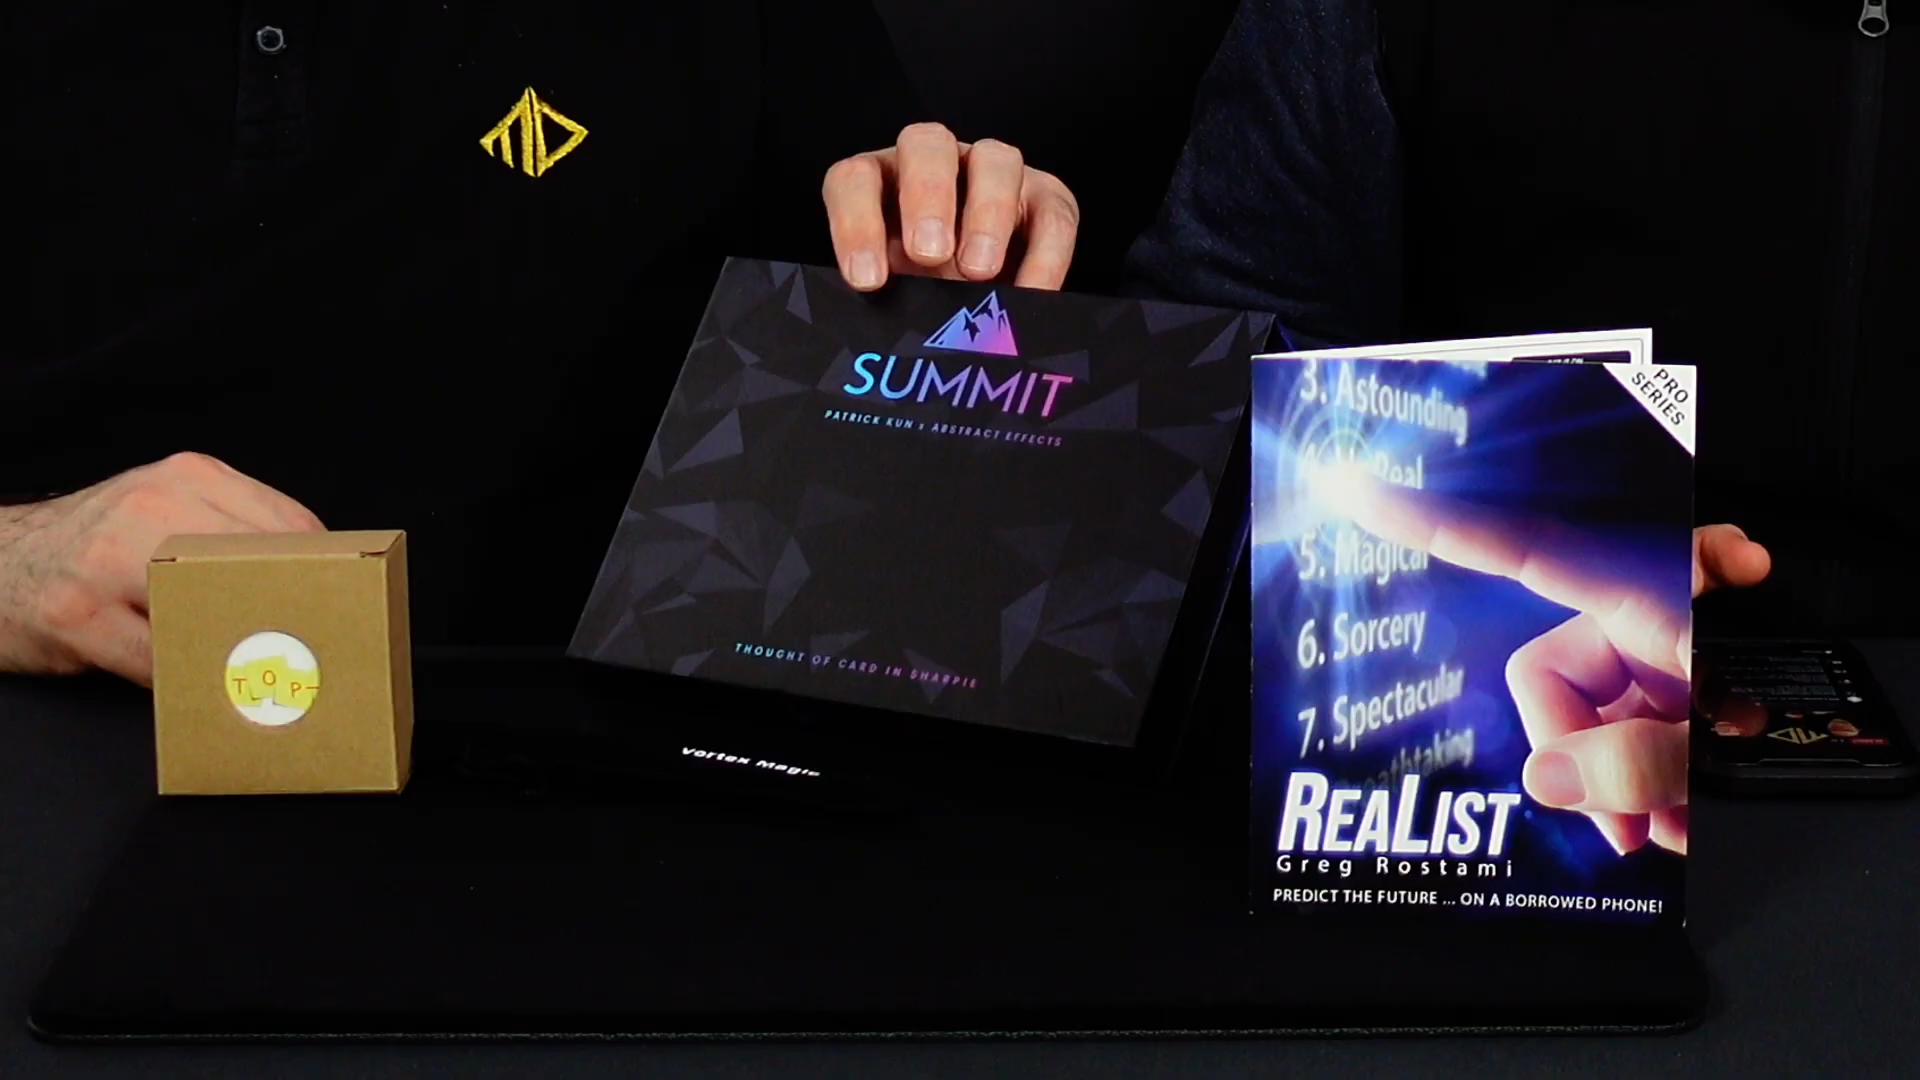 SUMMIT
PATRICK KUN x ABSTRACT EFFECTS
THOUGHT OF CARD IN SHARPIE
Vortex Magic
TOP-
PRO
SERIES
3. Astounding
Real
5. Magical
6. Sorcery
7. Spectacular
REALIST
Greg Rostami
PREDICT THE FUTURE ... ON A BORROWED PHONE!